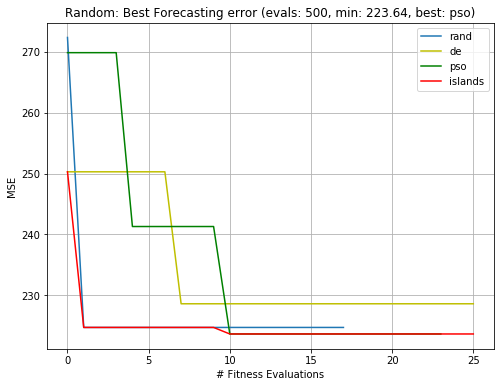 Random: Best Forecasting error (evals: 500, min: 223.64, best: pso)
rand
de
pso
islands
270
260
250
240
230
MSE
0 5 10 15 20 25
# Fitness Evaluations